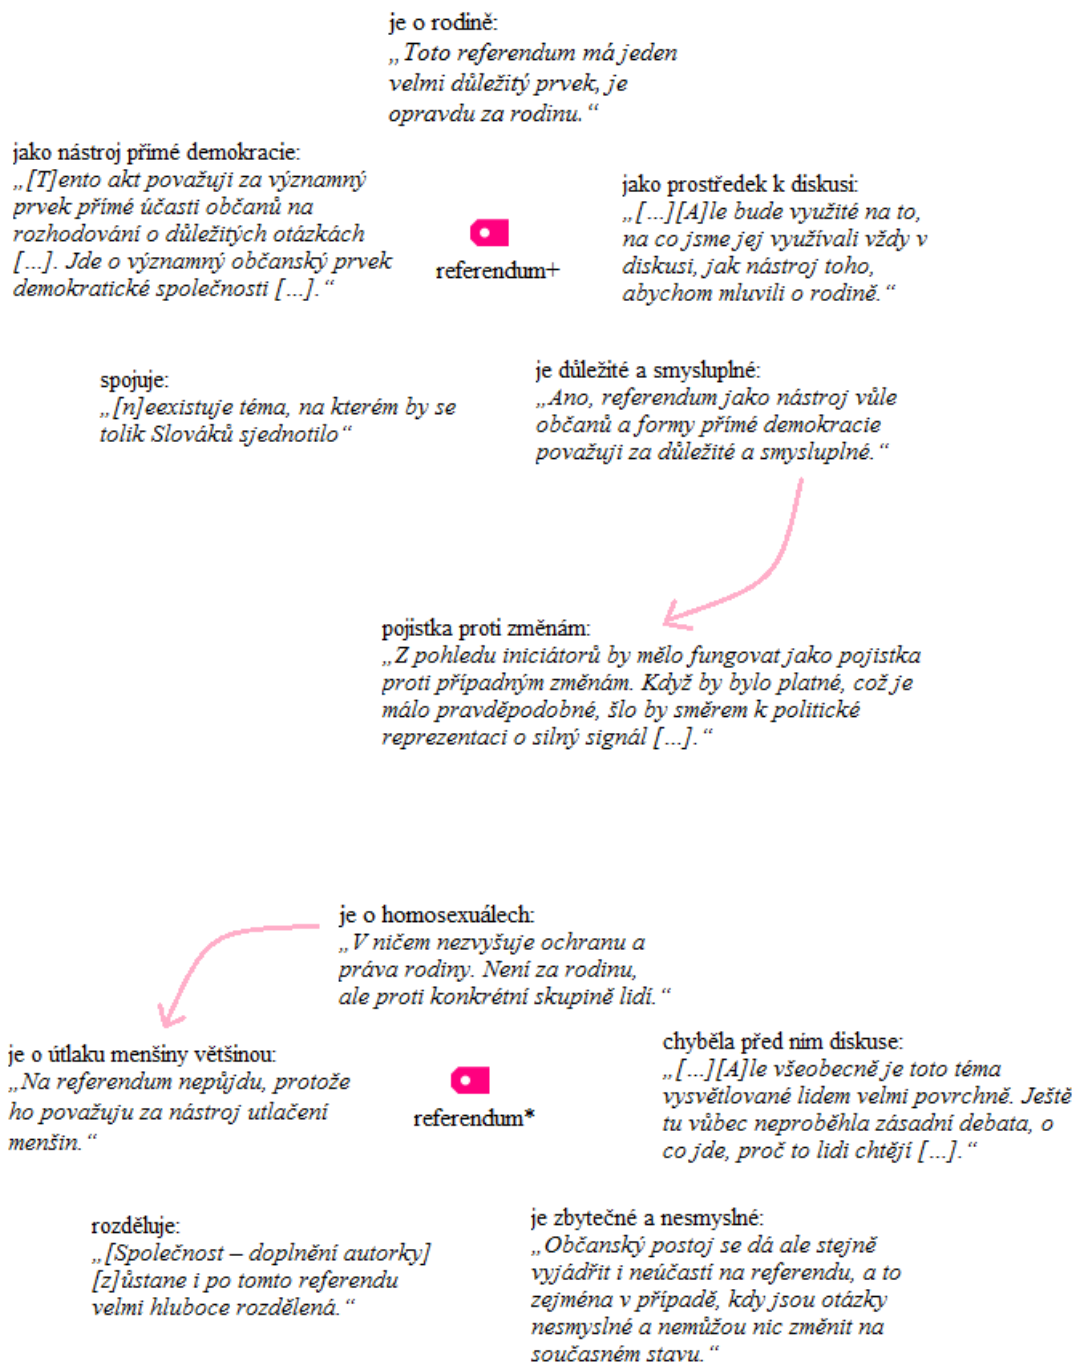 je o rodině:
„Toto referendum má jeden
velmi důležitý prvek, je
opravdu za rodinu.“
jako nástroj přímé demokracie:
„[T]ento akt považuji za významný
prvek přímé účasti občanů na
rozhodování o důležitých otázkách
[…]. Jde o významný občanský prvek
demokratické společnosti […].“
jako prostředek k diskusi:
„[…][A]le bude využité na to,
na co jsme jej využívali vždy v
diskusi, jak nástroj toho,
abychom mluvili o rodině.“
referendum+
spojuje:
„[n]eexistuje téma, na kterém by se
tolik Slováků sjednotilo“
je důležité a smysluplné:
„Ano, referendum jako nástroj vůle
občanů a formy přímé demokracie
považuji za důležité a smysluplné.“
pojistka proti změnám:
„Z pohledu iniciátorů by mělo fungovat jako pojistka
proti případným změnám. Když by bylo platné, což je
málo pravděpodobné, šlo by směrem k politické
reprezentaci o silný signál […].“
je o homosexuálech:
„V ničem nezvyšuje ochranu a
práva rodiny. Není za rodinu,
ale proti konkrétní skupině lidí.“
je o útlaku menšiny většinou:
„Na referendum nepůjdu, protože
ho považuju za nástroj utlačení
menšin.“
chyběla před ním diskuse:
„[…][A]le všeobecně je toto téma
vysvětlované lidem velmi povrchně. Ještě
tu vůbec neproběhla zásadní debata, o
co jde, proč to lidi chtějí […].“
referendum*
rozděluje:
„[Společnost – doplnění autorky]
[z]ůstane i po tomto referendu
velmi hluboce rozdělená.“
je zbytečné a nesmyslné:
„Občanský postoj se dá ale stejně
vyjádřit i neúčastí na referendu, a to
zejména v případě, kdy jsou otázky
nesmyslné a nemůžou nic změnit na
současném stavu.“